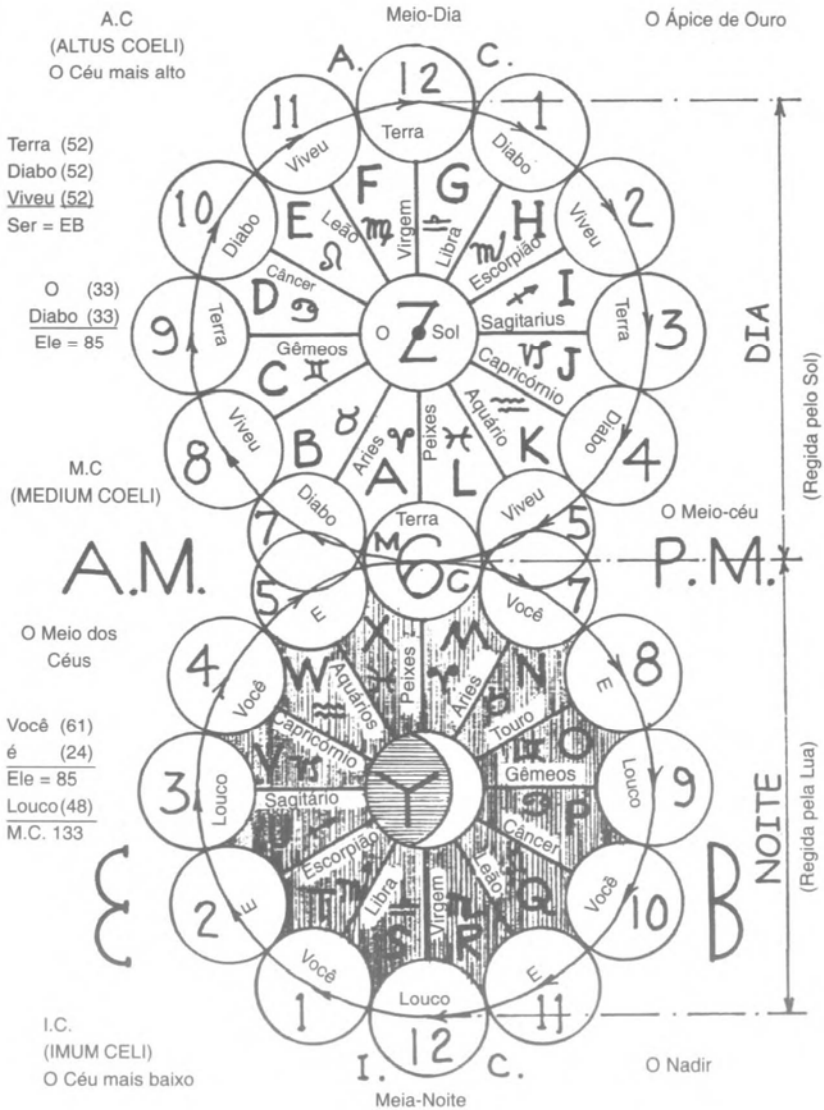 A.C
(ALTUS COELI)
O Céu mais alto
Meio-Dia
O Ápice de Ouro
A.
C.
12
Terra
11
Viveu
1
Diabo
10
Diabo
2
Viveu
9
Terra
3
Terra
8
Viveu
4
Diabo
7
Diabo
5
Viveu
F
Virgem
G
Libra
E
Leão
H
Escorpião
D
Câncer
I
Sagitarius
C
Gêmeos
J
Capricórnio
B
K
Aquário
A
Aries
L
Peixes
O Z Sol
Terra (52)
Diabo (52)
Viveu (52)
Ser = EB
O (33)
Diabo (33)
Ele = 85
M.C
(MEDIUM COELI)
DIA
(Regida pelo Sol)
O Meio-céu
A.M.
P.M.
Terra
M 6 C
5
E
7
Você
4
Você
8
E
3
Louco
9
Louco
2
E
10
Você
1
Você
11
E
Louco
12
X
Peixes
M
Aries
W
Aquários
N
Touro
V
Capricórnio
O
Gêmeos
U
Sagitário
P
Câncer
T
Escorpião
Q
Leão
S
Libra
R
Virgem
Y
O Meio dos
Céus
Você (61)
é (24)
Ele = 85
Louco (48)
M.C. 133
E
B
NOITE
(Regida pela Lua)
I.C.
(IMUM CELI)
O Céu mais baixo
I.
C.
Meia-Noite
O Nadir